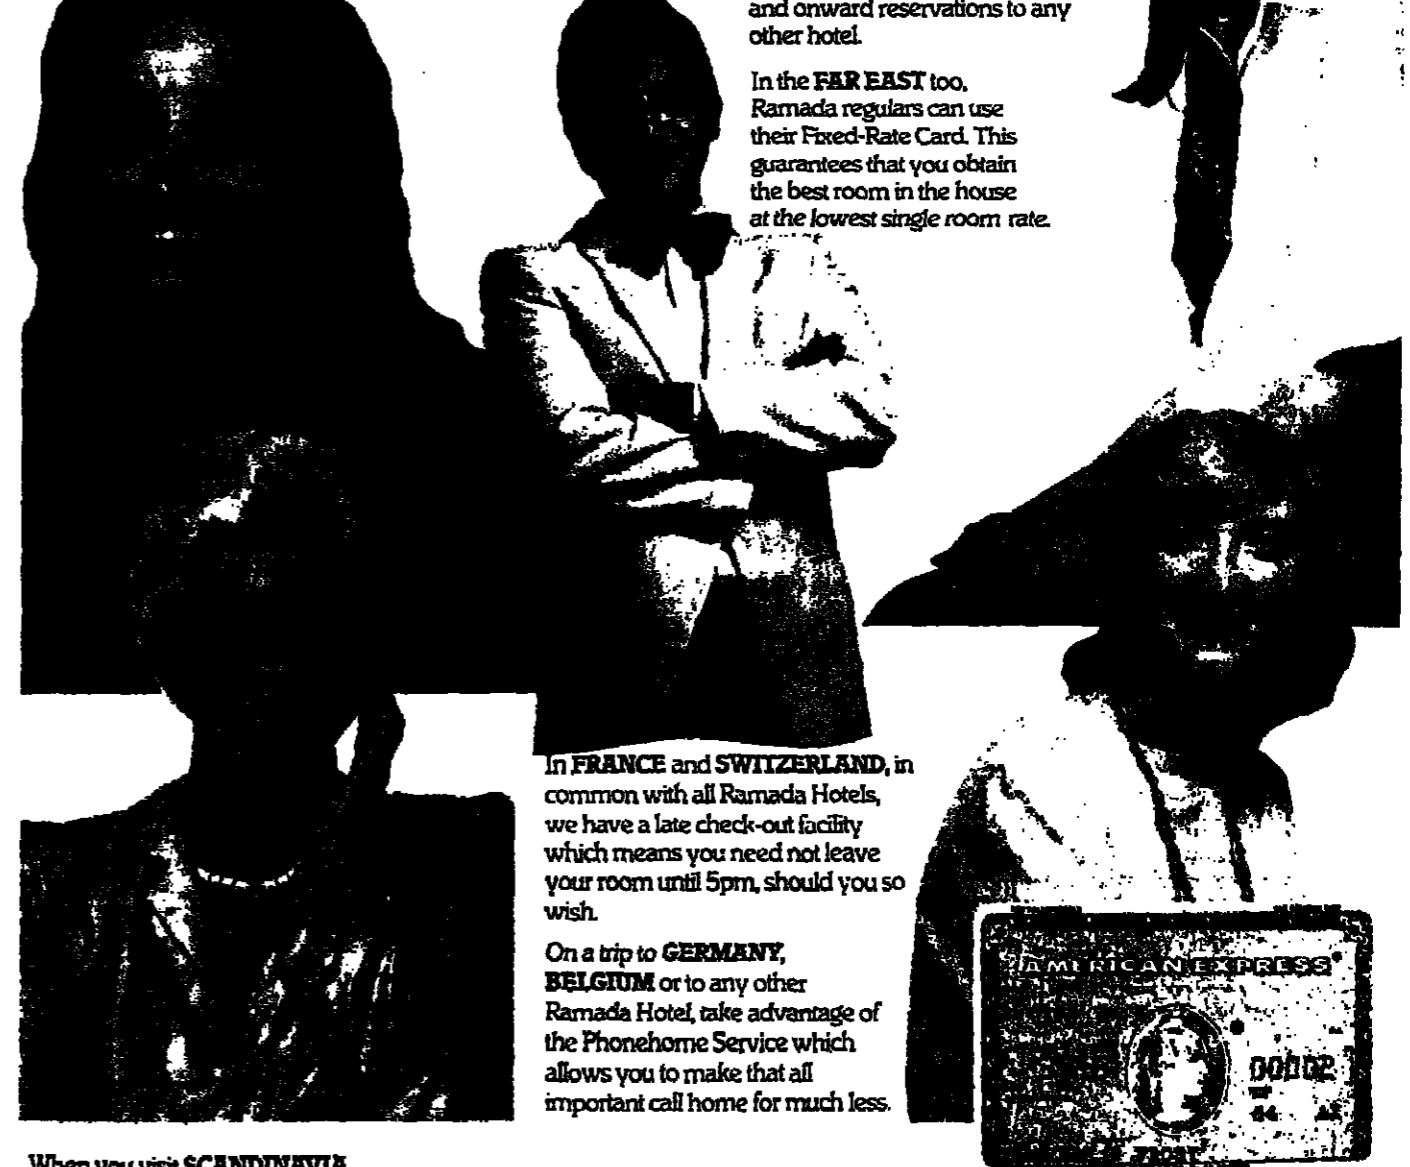 and onward reservations to any
other hotel.
In the FAR EAST too,
Ramada regulars can use
their Fixed-Rate Card. This
guarantees that you obtain
the best room in the house
at the lowest single room rate.
In FRANCE and SWITZERLAND, in
common with all Ramada Hotels,
we have a late check-out facility
which means you need not leave
your room until 5pm, should you so
wish.
On a trip to GERMANY,
BELGIUM or to any other
Ramada Hotel, take advantage of
the Phonehome Service which
allows you to make that all
important call home for much less.
AMERICAN EXPRESS
When you visit SCANDINAVIA